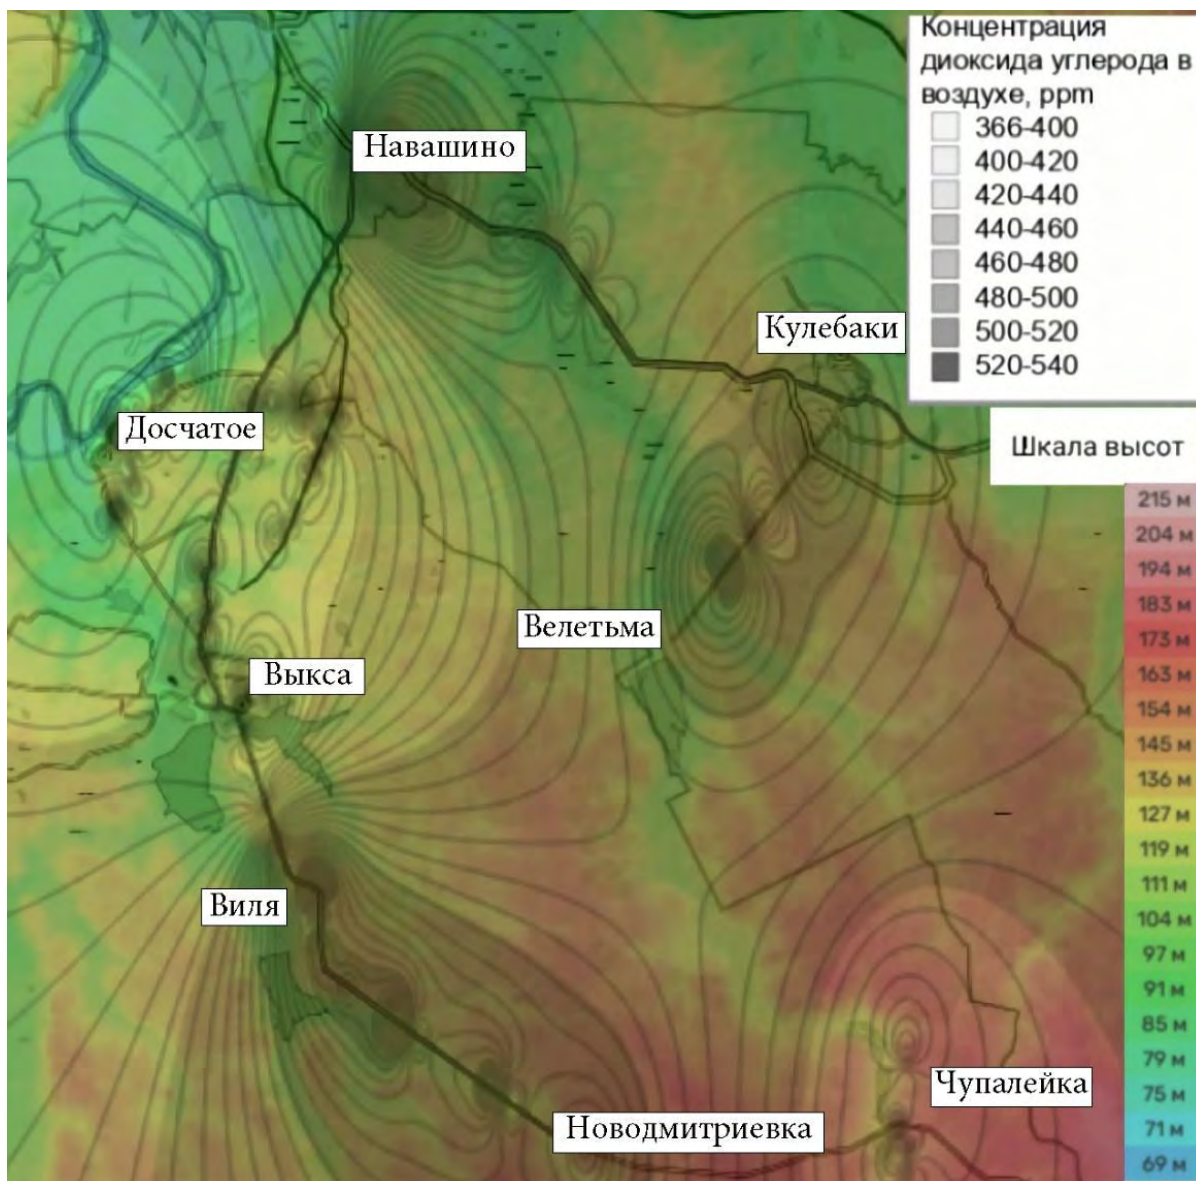 Концентрация
диоксида углерода в
воздухе, ppm
366-400
400-420
420-440
440-460
460-480
480-500
500-520
520-540
Навашино
Кулебаки
Досчатое
Шкала высот
215 м
204 м
194 м
183 м
173 м
163 м
154 м
145 м
136 м
127 м
119 м
111 м
104 м
97 м
91 м
85 м
79 м
75 м
71 м
69 м
Велетьма
Выкса
Виля
Чупалейка
Новодмитриевка